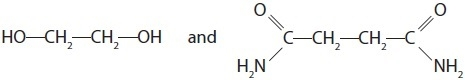 O O
HO—CH₂—CH₂—OH and C—CH₂—CH₂—C
H₂N NH₂